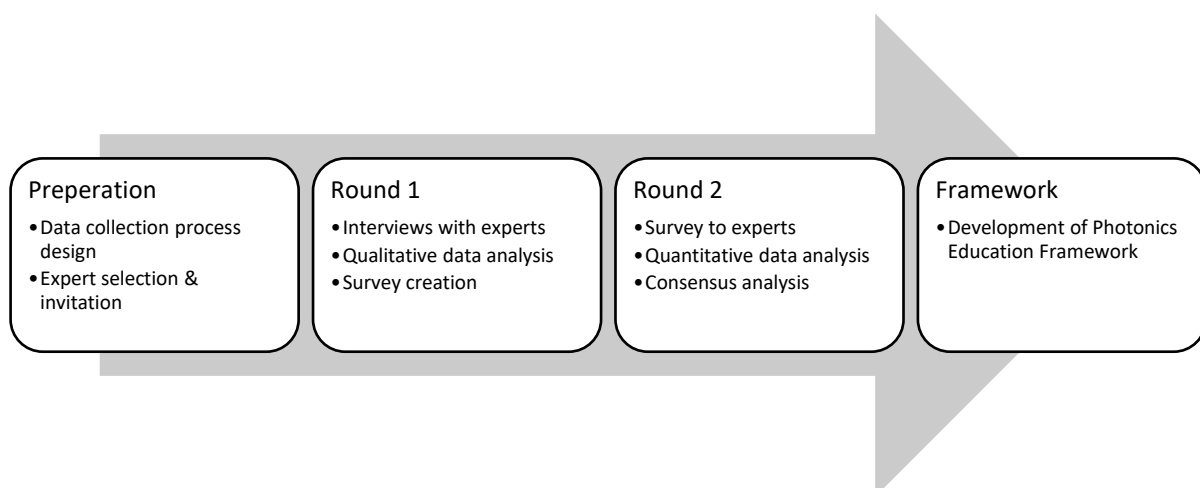 Preperation
•Data collection process
design
•Expert selection &
invitation
Round 1
•Interviews with experts
•Qualitative data analysis
•Survey creation
Round 2
•Survey to experts
•Quantitative data analysis
•Consensus analysis
Framework
•Development of Photonics
Education Framework